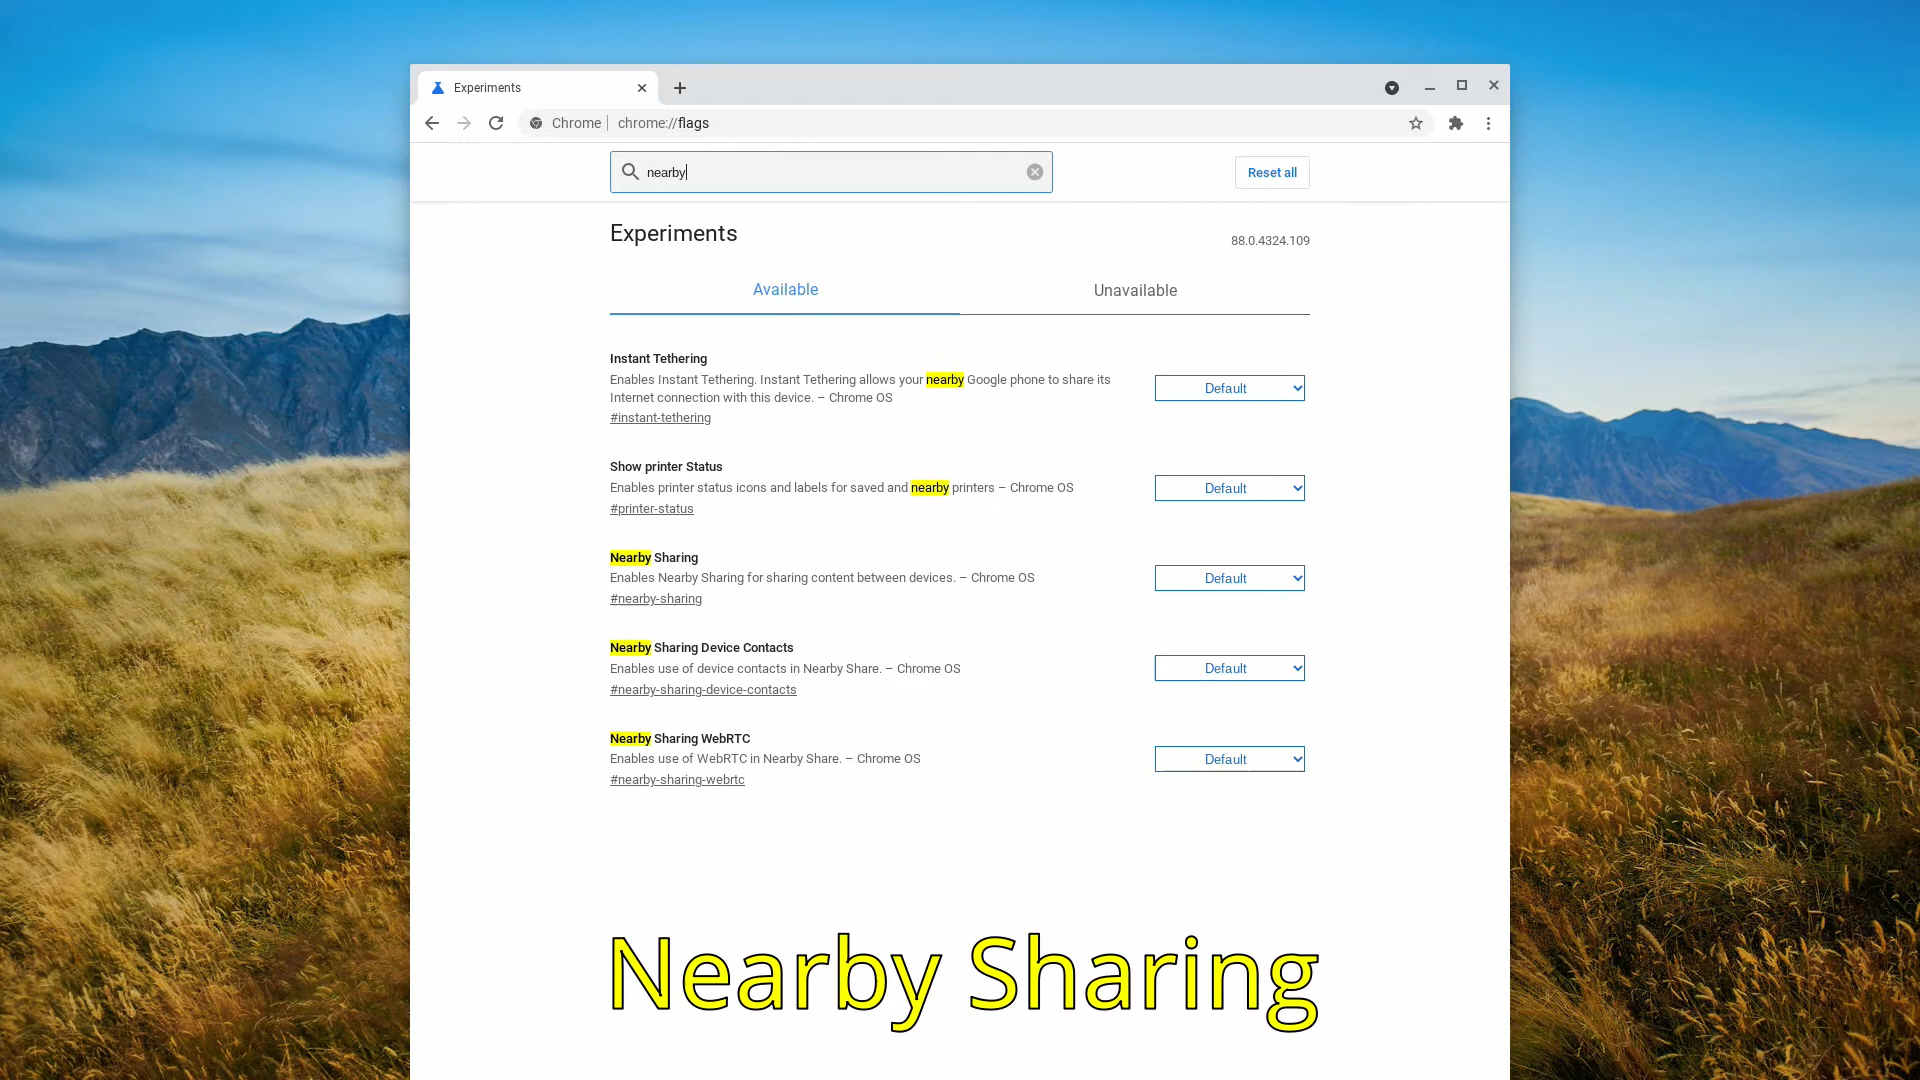 Experiments
Chrome | chrome://flags
nearby
Reset all
Experiments
88.0.4324.109
Available
Unavailable
Instant Tethering
Enables Instant Tethering. Instant Tethering allows your nearby Google phone to share its
Internet connection with this device. – Chrome OS
#instant-tethering
Default
Show printer Status
Enables printer status icons and labels for saved and nearby printers – Chrome OS
#printer-status
Default
Nearby Sharing
Enables Nearby Sharing for sharing content between devices. – Chrome OS
#nearby-sharing
Default
Nearby Sharing Device Contacts
Enables use of device contacts in Nearby Share. – Chrome OS
#nearby-sharing-device-contacts
Default
Nearby Sharing WebRTC
Enables use of WebRTC in Nearby Share. – Chrome OS
#nearby-sharing-webrtc
Default
Nearby Sharing